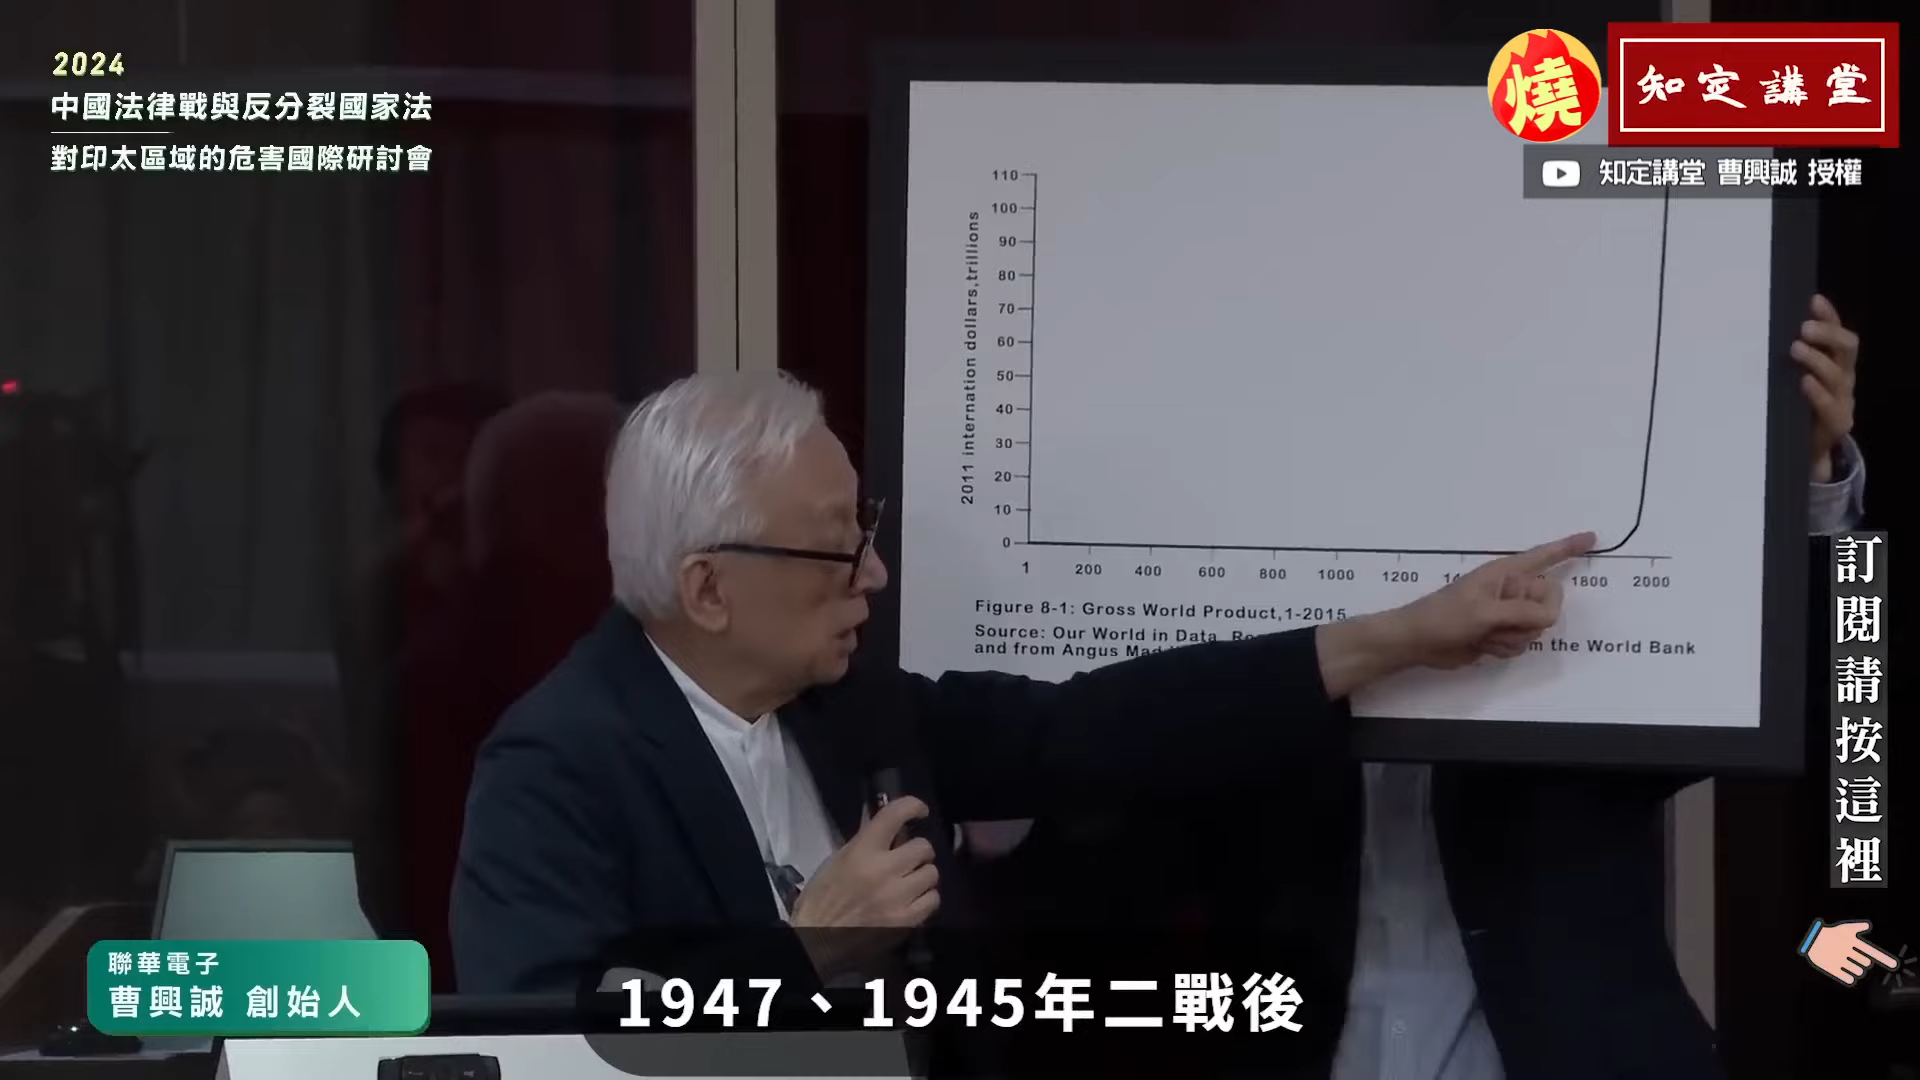 2024
中國法律戰與反分裂國家法
對印太區域的危害國際研討會
燒
知定講堂
知定講堂 曹興誠 授權
110
100
90
80
70
60
50
40
30
20
10
0
2011 internation dollars,trillions
1 200 400 600 800 1000 1200 1800 2000
Figure 8-1: Gross World Product,1-2015
Source: Our World in Data the World Bank
and from Angus
訂閱請按這裡
聯華電子
曹興誠 創始人
1947、1945年二戰後